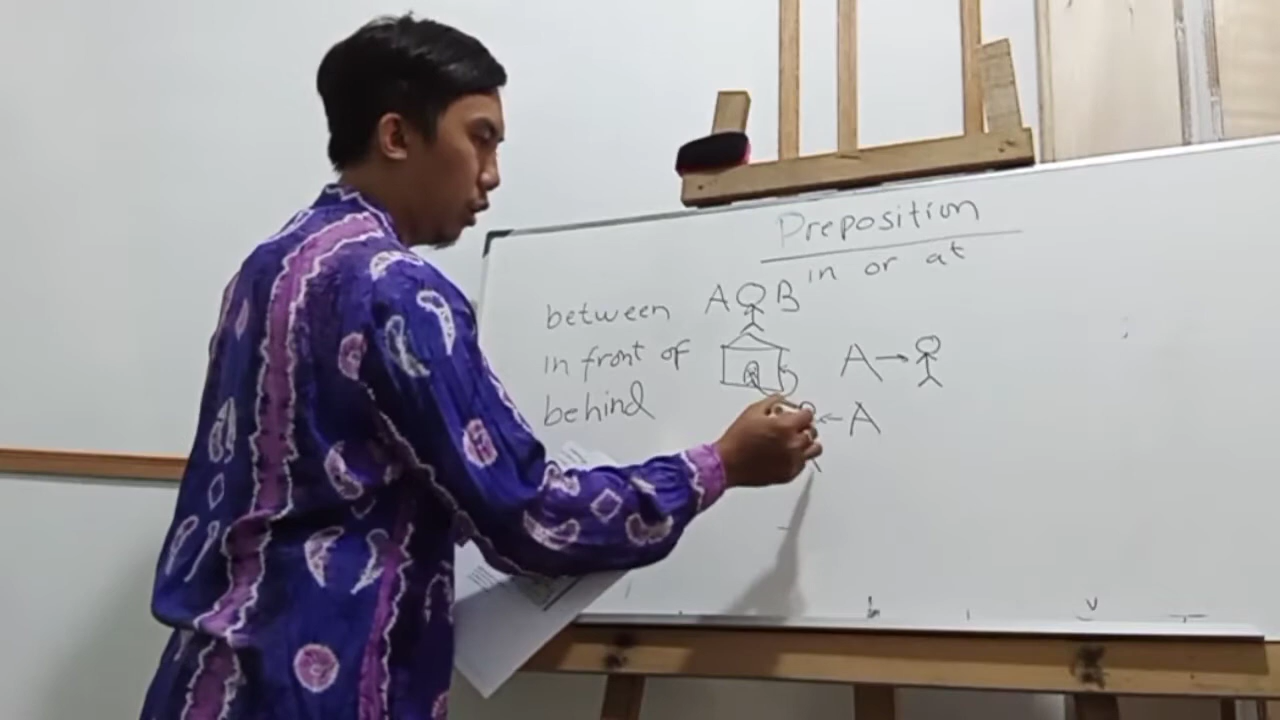 Preposition
in or at
between A B
in front of A →
behind ← A